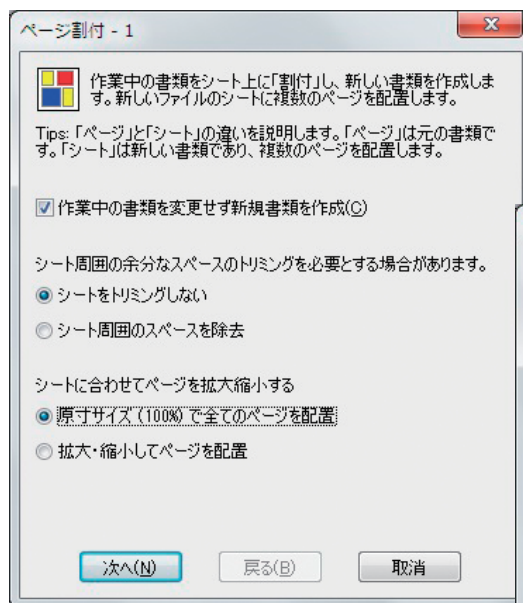 ページ割付 - 1
作業中の書類をシート上に「割付」し、新しい書類を作成しま
す。新しいファイルのシートに複数のページを配置します。
Tips: 「ページ」と「シート」の違いを説明します。「ページ」は元の書類で
す。「シート」は新しい書類であり、複数のページを配置します。
作業中の書類を変更せず新規書類を作成(C)
シート周囲の余分なスペースのトリミングを必要とする場合があります。
シートをトリミングしない
シート周囲のスペースを除去
シートに合わせてページを拡大縮小する
原寸サイズ (100%) で全てのページを配置
拡大・縮小してページを配置
次へ(N) 戻る(B) 取消